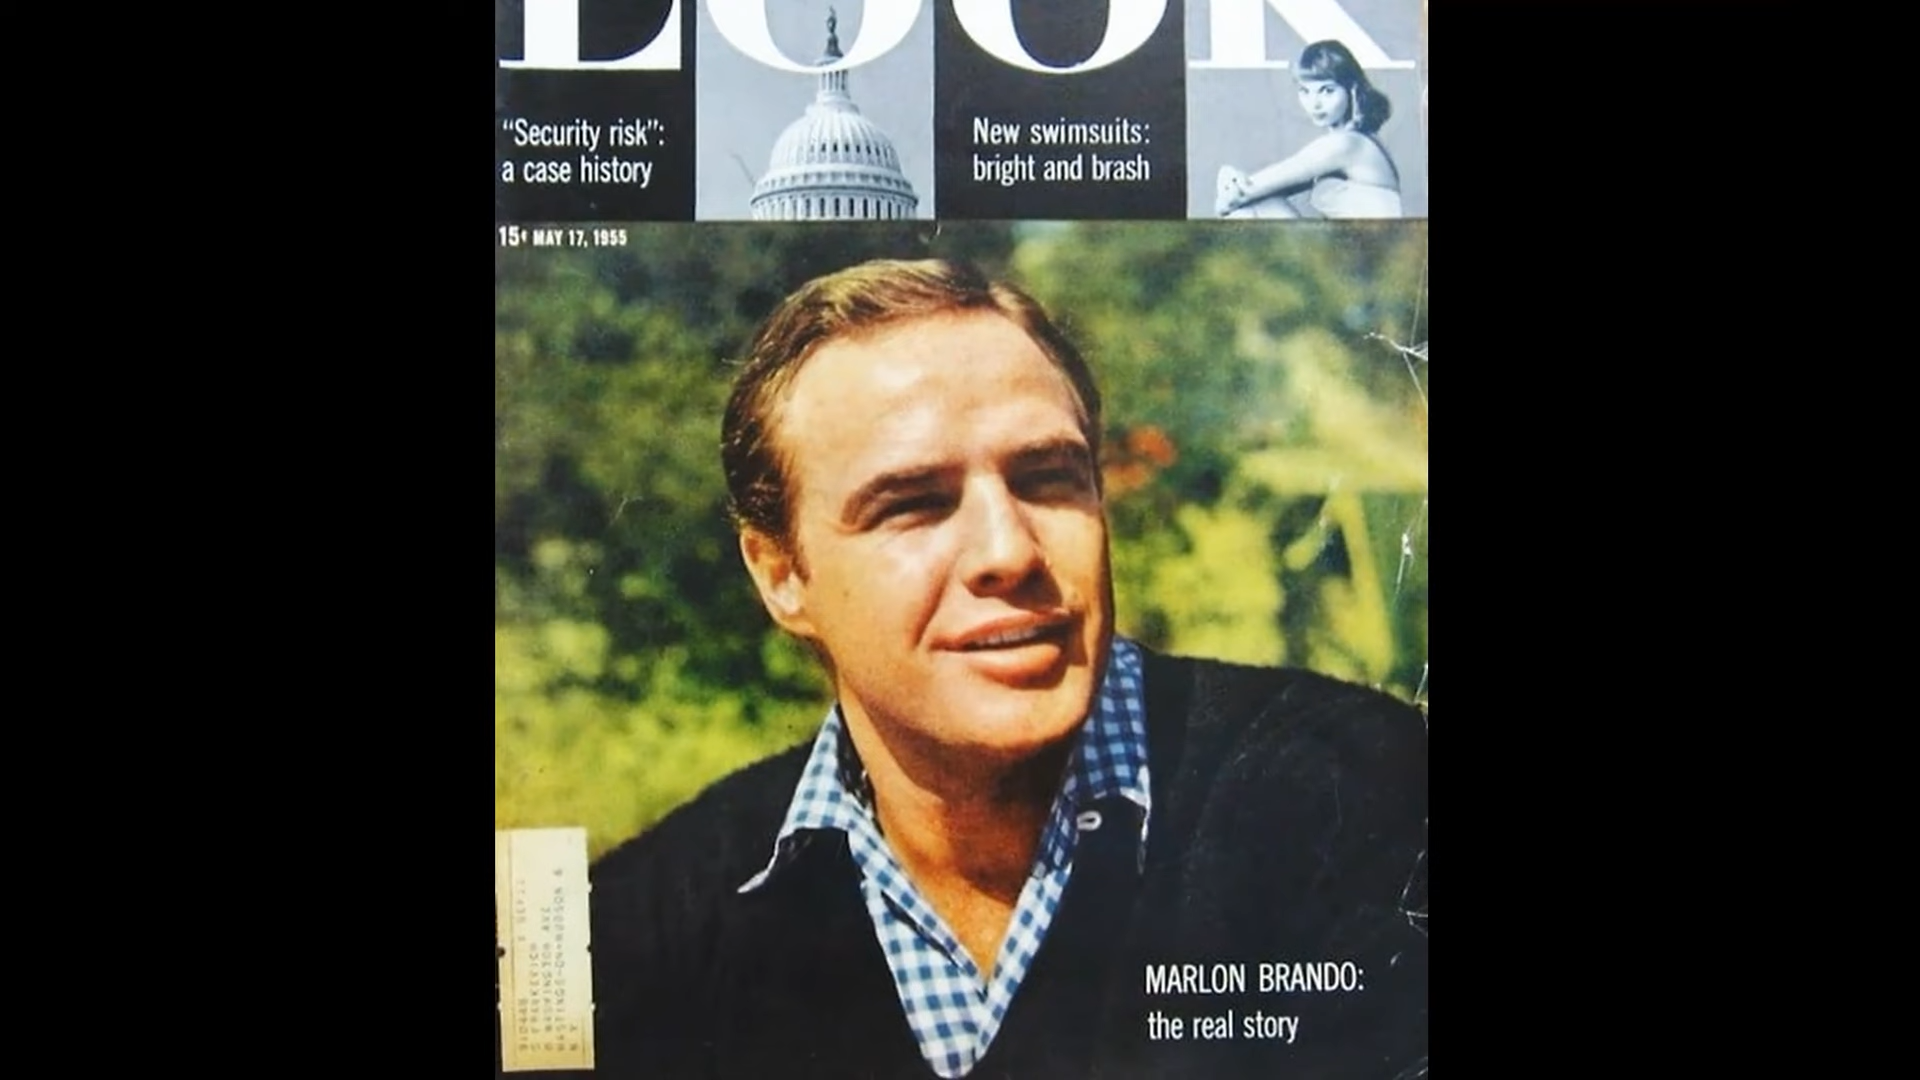 LOOK
“Security risk”:
a case history
New swimsuits:
bright and brash
15¢ MAY 17, 1955
MARLON BRANDO:
the real story